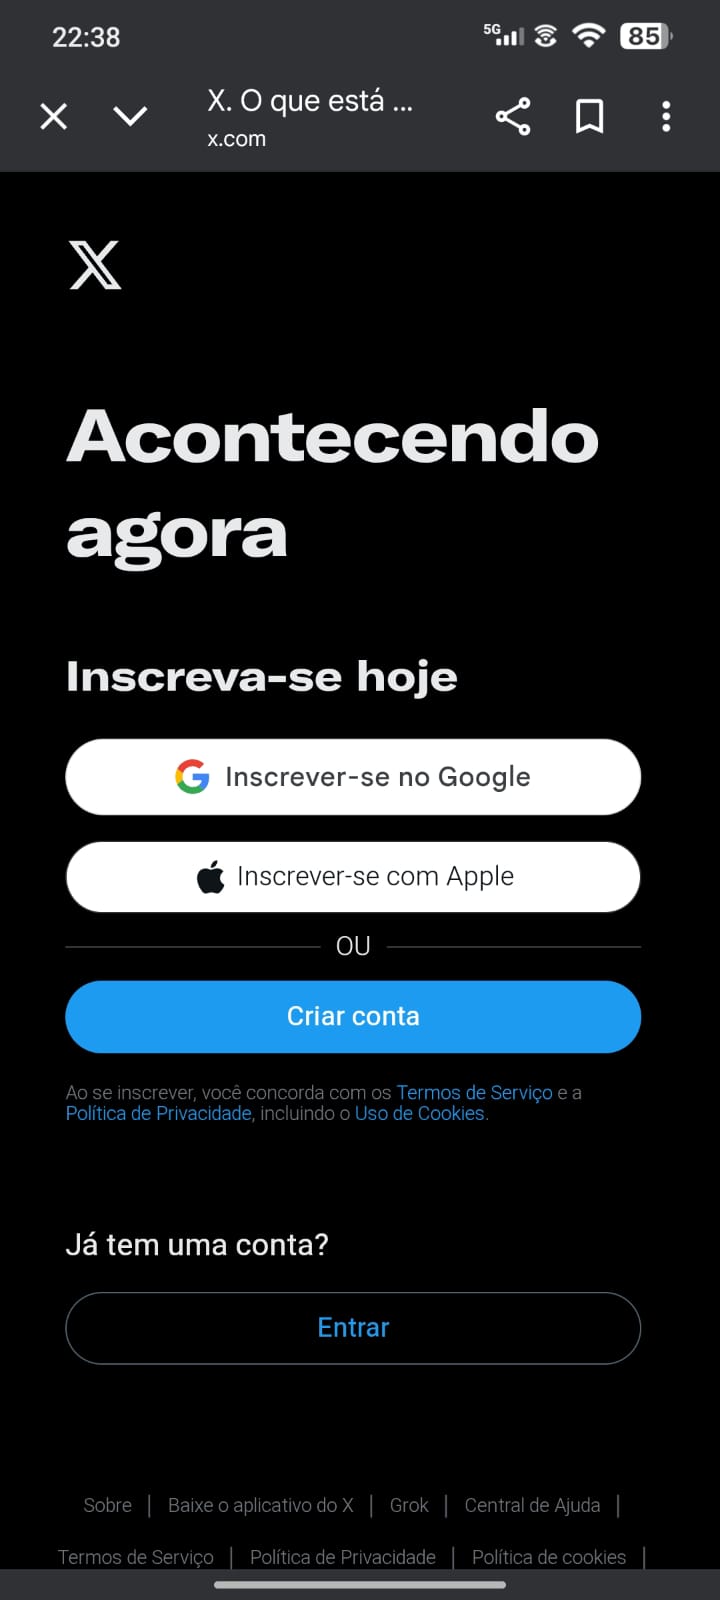 22:38
5G
85
X. O que está ...
x.com
Acontecendo
agora
Inscreva-se hoje
Inscrever-se no Google
Inscrever-se com Apple
OU
Criar conta
Ao se inscrever, você concorda com os Termos de Serviço e a
Política de Privacidade, incluindo o Uso de Cookies.
Já tem uma conta?
Entrar
Sobre | Baixe o aplicativo do X | Grok | Central de Ajuda |
Termos de Serviço | Política de Privacidade | Política de cookies |